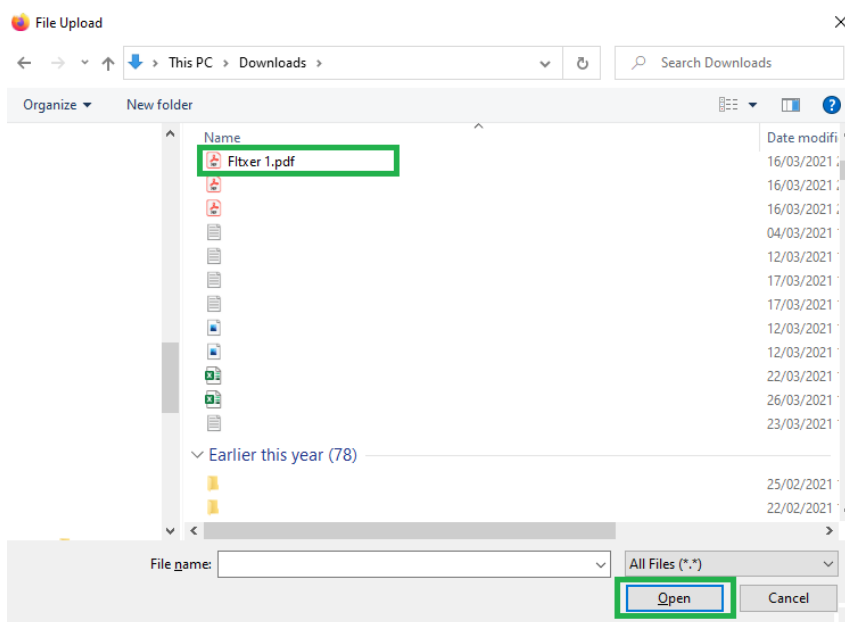 File Upload
This PC > Downloads >
Search Downloads
Organize
New folder
?
Name
Date modifi
Fltxer 1.pdf
16/03/2021
16/03/2021
16/03/2021
04/03/2021
12/03/2021
17/03/2021
17/03/2021
12/03/2021
12/03/2021
22/03/2021
26/03/2021
23/03/2021
Earlier this year (78)
25/02/2021
22/02/2021
File name:
All Files (*.*)
Open
Cancel